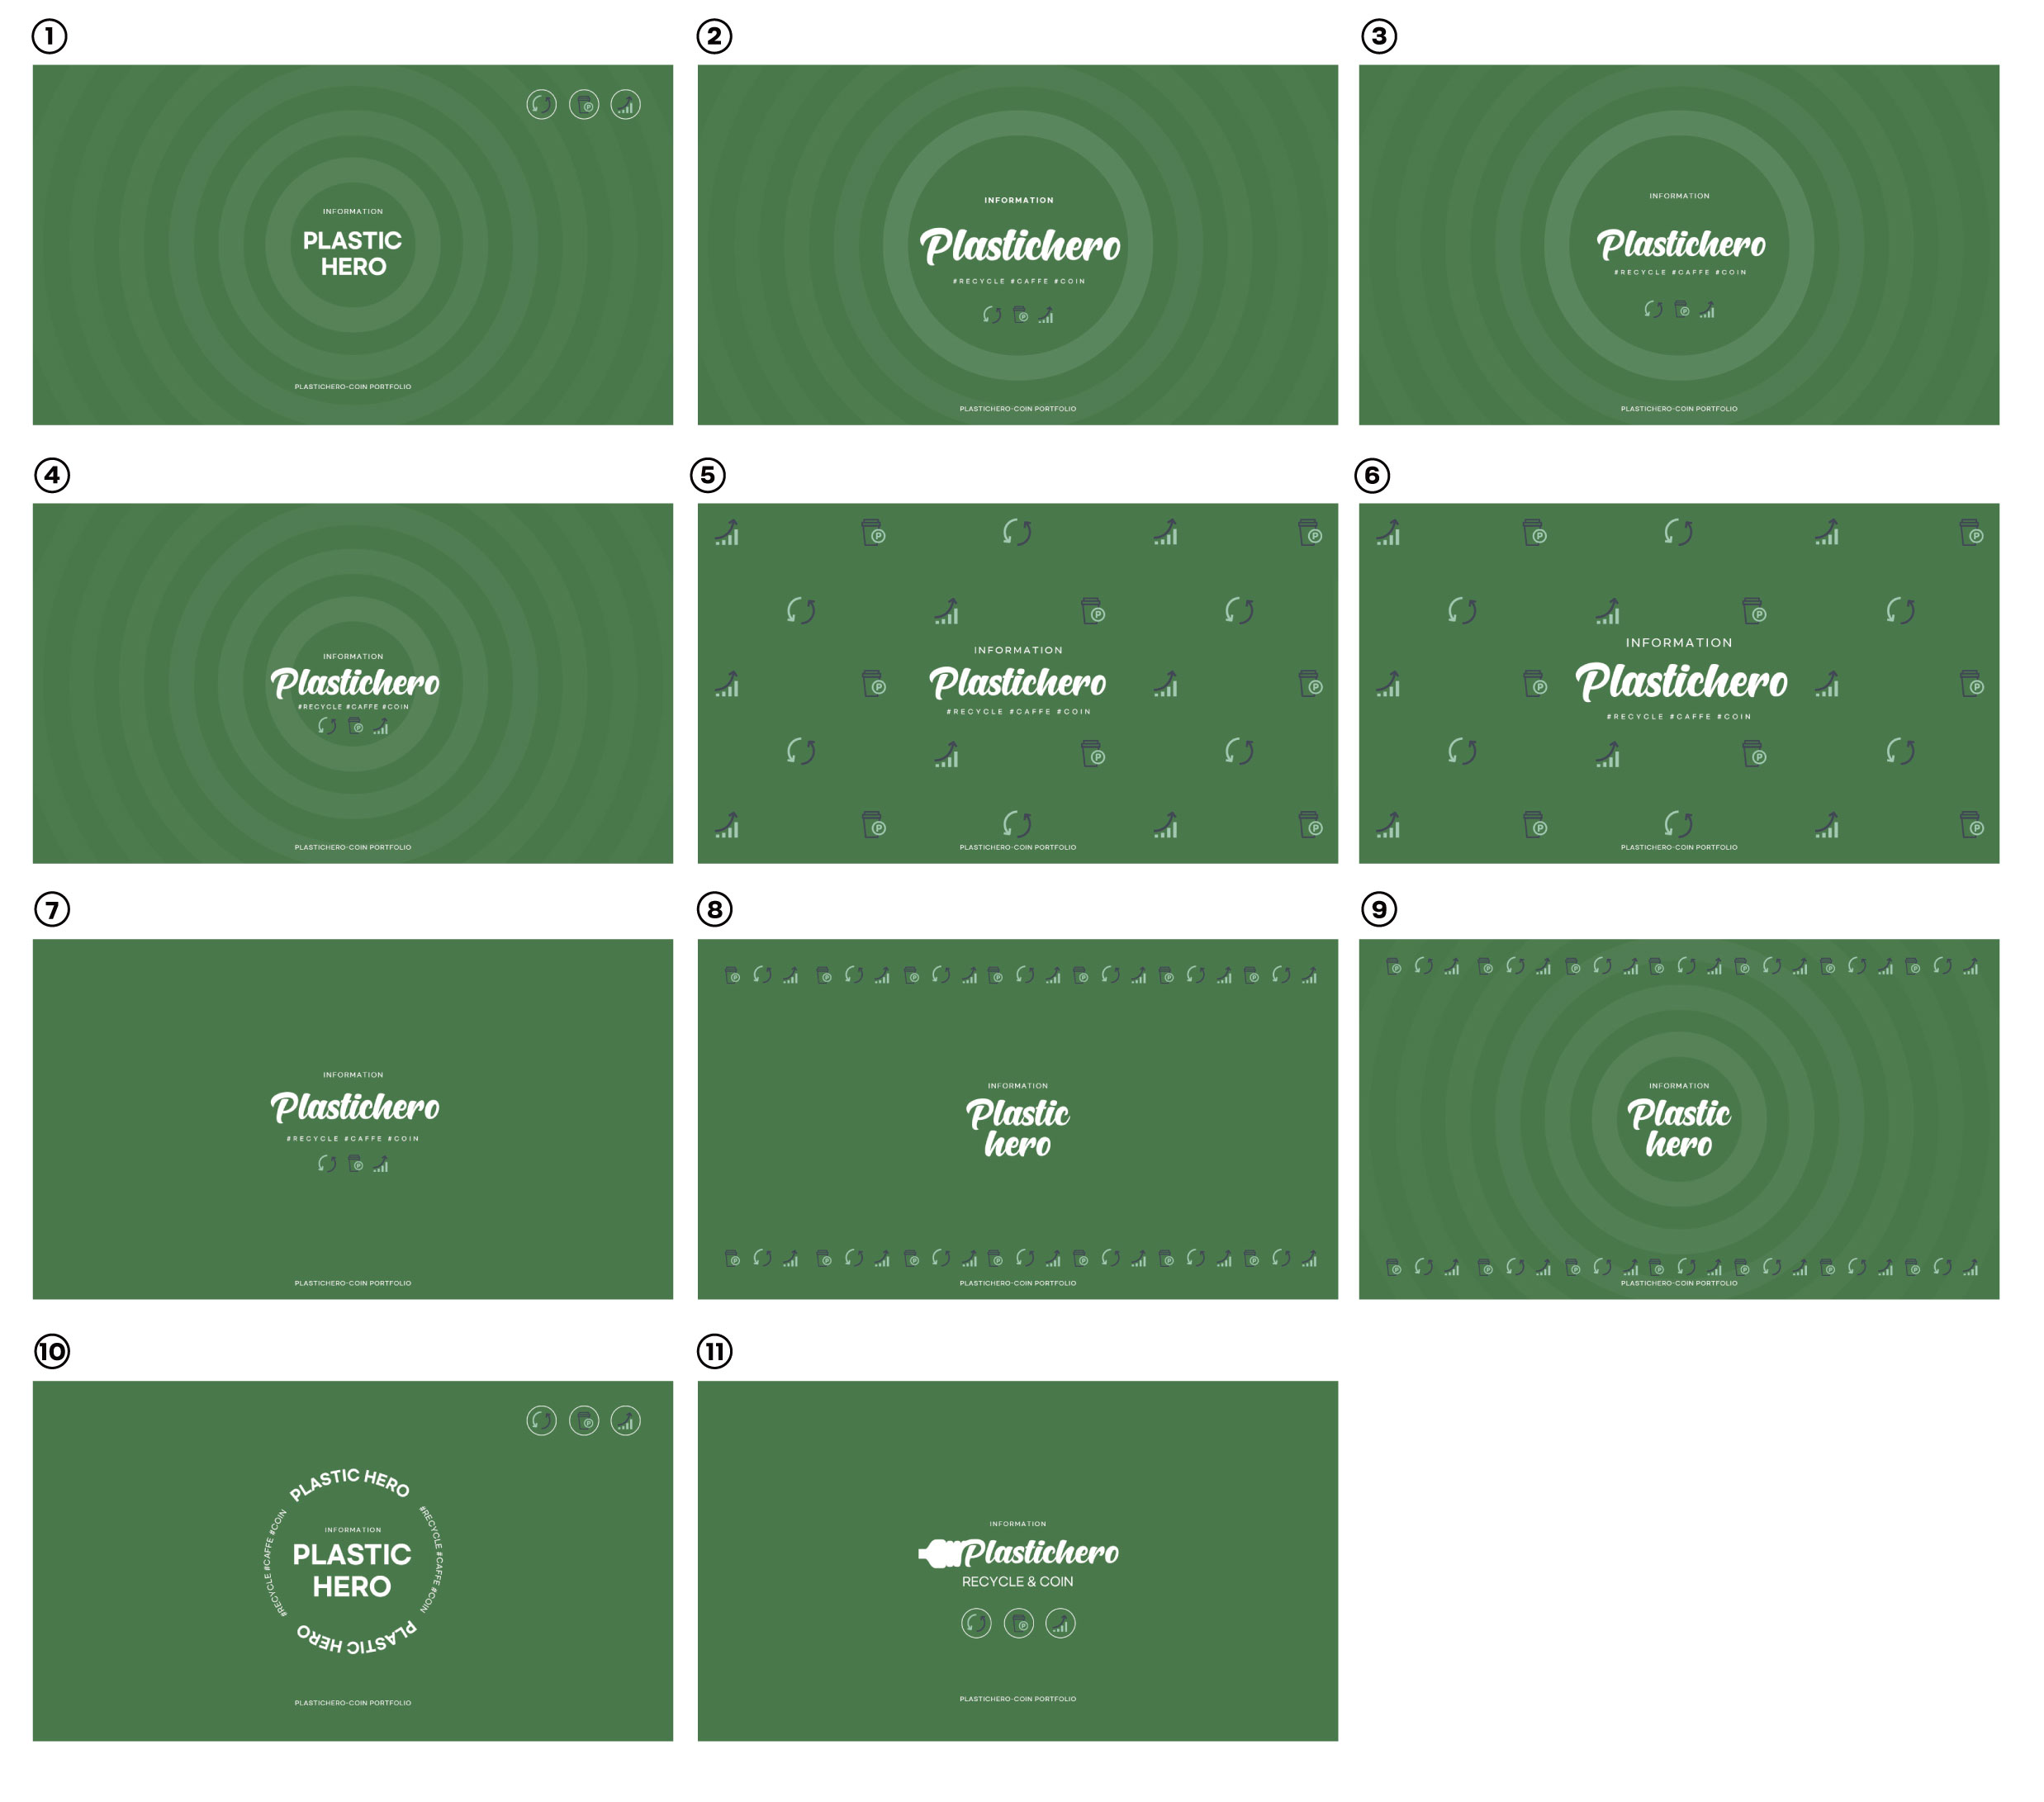 1
INFORMATION
PLASTIC
HERO
PLASTICHERO-COIN PORTFOLIO
2
INFORMATION
Plastichero
#RECYCLE #CAFFE #COIN
P
PLASTICHERO-COIN PORTFOLIO
3
INFORMATION
Plastichero
#RECYCLE #CAFFE #COIN
P
PLASTICHERO-COIN PORTFOLIO
4
INFORMATION
Plastichero
#RECYCLE #CAFFE #COIN
P
PLASTICHERO-COIN PORTFOLIO
5
INFORMATION
Plastichero
#RECYCLE #CAFFE #COIN
PLASTICHERO-COIN PORTFOLIO
6
INFORMATION
Plastichero
#RECYCLE #CAFFE #COIN
PLASTICHERO-COIN PORTFOLIO
7
INFORMATION
Plastichero
#RECYCLE #CAFFE #COIN
PLASTICHERO-COIN PORTFOLIO
8
INFORMATION
Plastic
hero
PLASTICHERO-COIN PORTFOLIO
9
INFORMATION
Plastic
hero
PLASTICHERO-COIN PORTFOLIO
10
PLASTIC HERO
#RECYCLE #CAFFE #COIN
#RECYCLE #CAFFE #COIN
INFORMATION
PLASTIC
HERO
PLASTIC HERO
PLASTICHERO-COIN PORTFOLIO
11
INFORMATION
Plastichero
RECYCLE & COIN
PLASTICHERO-COIN PORTFOLIO